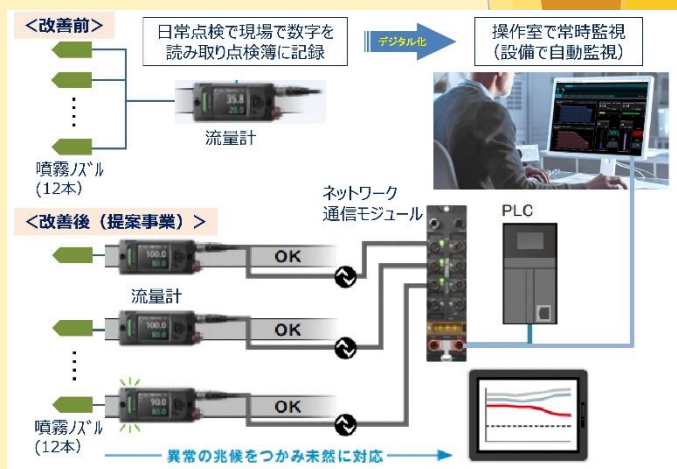 <改善前>
日常点検で現場で数字を
読み取り点検簿に記録
デジタル化
操作室で常時監視
（設備で自動監視）
35.8
20.0
流量計
噴霧ノズル
(12本)
ネットワーク
通信モジュール
PLC
<改善後（提案事業）>
100.0
80.0
OK
流量計
100.0
80.0
OK
90.0
80.0
OK
噴霧ノズル
(12本)
異常の兆候をつかみ未然に対応